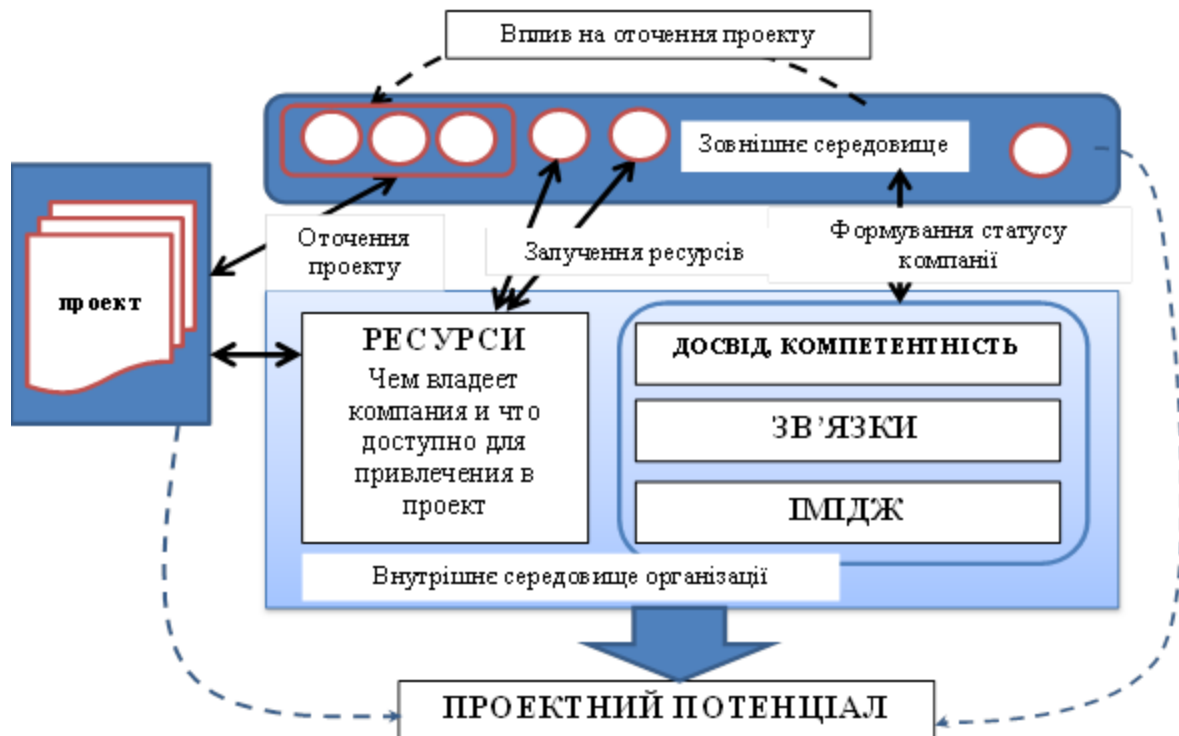 Вплив на оточення проекту
Зовнішнє середовище
Оточення
проекту
Залучення ресурсів
Формування статусу
компанії
проект
РЕСУРСИ
Чем владеет
компания и что
доступно для
привлечения в
проект
ДОСВІД, КОМПЕТЕНТНІСТЬ
ЗВ’ЯЗКИ
ІМІДЖ
Внутрішнє середовище організації
ПРОЕКТНИЙ ПОТЕНЦІАЛ